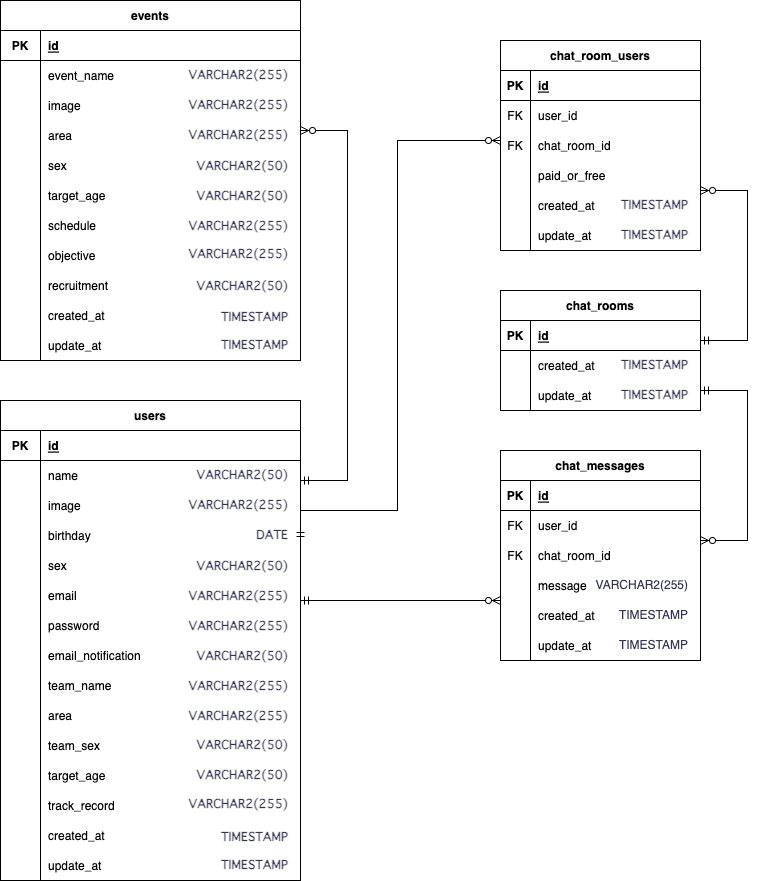 events
PK id
event_name VARCHAR2(255)
image VARCHAR2(255)
area VARCHAR2(255)
sex VARCHAR2(50)
target_age VARCHAR2(50)
schedule VARCHAR2(255)
objective VARCHAR2(255)
recruitment VARCHAR2(50)
created_at TIMESTAMP
update_at TIMESTAMP
users
PK id
name VARCHAR2(50)
image VARCHAR2(255)
birthday DATE
sex VARCHAR2(50)
email VARCHAR2(255)
password VARCHAR2(255)
email_notification VARCHAR2(50)
team_name VARCHAR2(255)
area VARCHAR2(255)
team_sex VARCHAR2(50)
target_age VARCHAR2(50)
track_record VARCHAR2(255)
created_at TIMESTAMP
update_at TIMESTAMP
chat_room_users
PK id
FK user_id
FK chat_room_id
paid_or_free
created_at TIMESTAMP
update_at TIMESTAMP
chat_rooms
PK id
created_at TIMESTAMP
update_at TIMESTAMP
chat_messages
PK id
FK user_id
FK chat_room_id
message VARCHAR2(255)
created_at TIMESTAMP
update_at TIMESTAMP